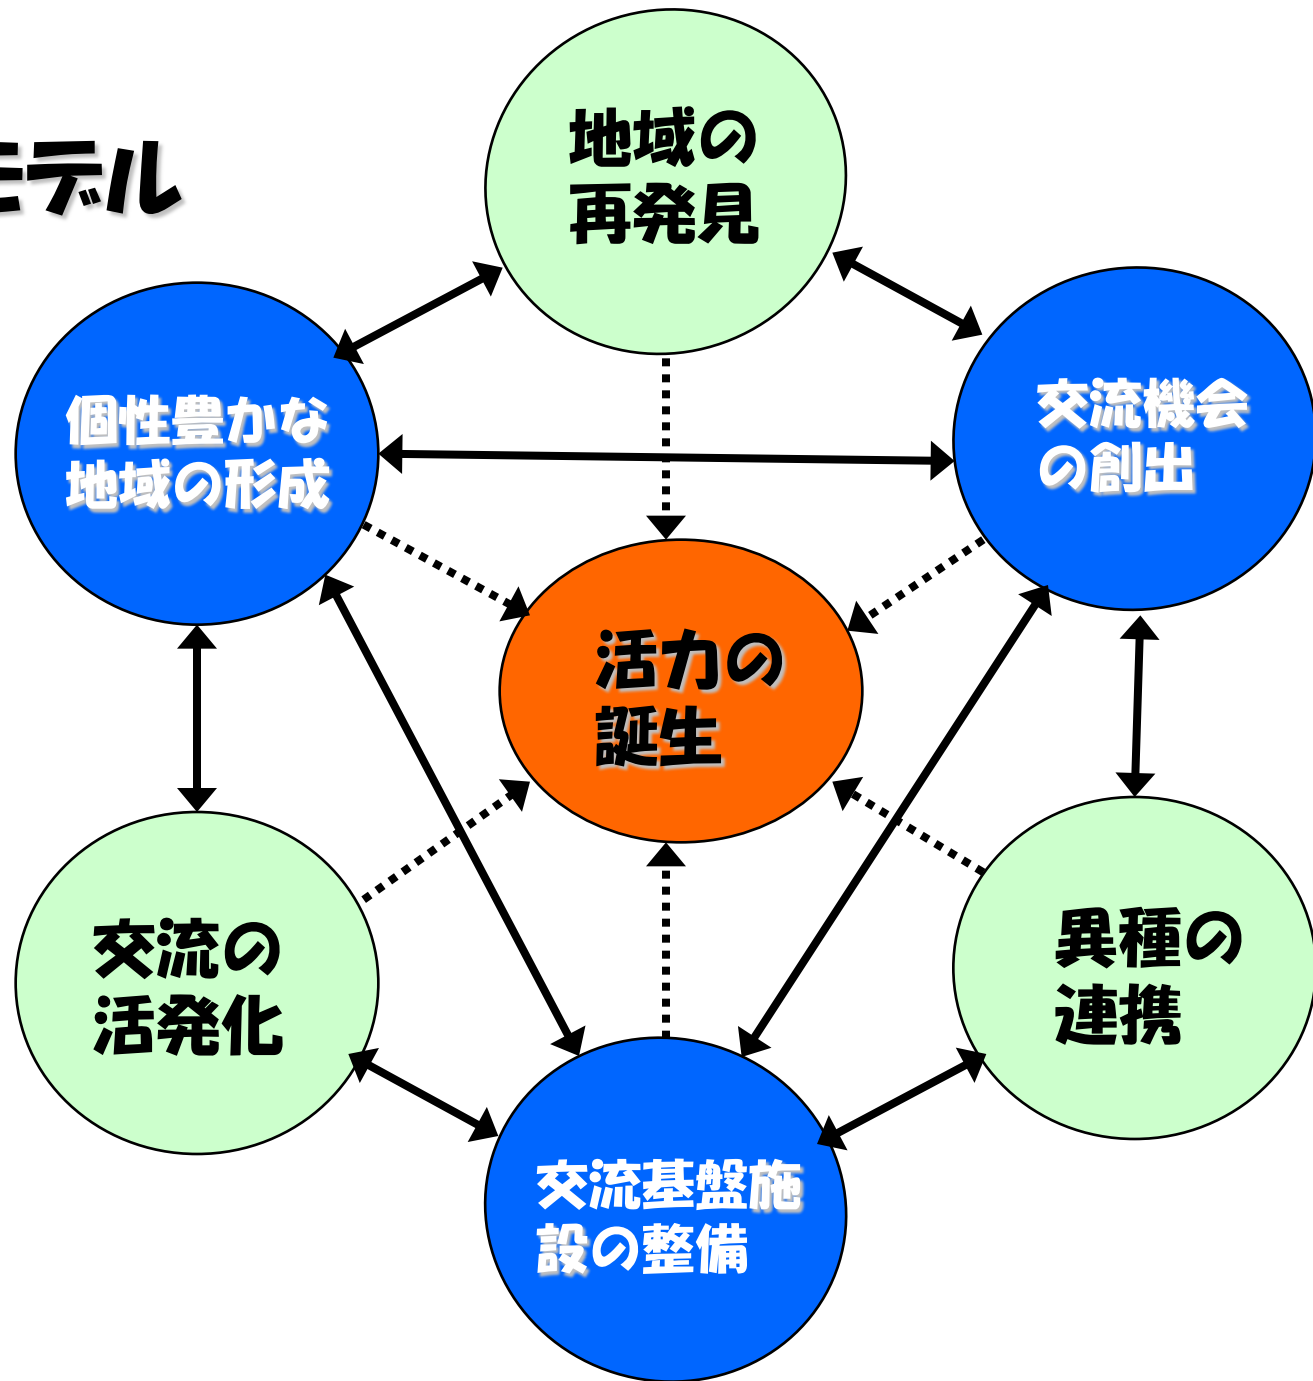 モデル
地域の
再発見
個性豊かな
地域の形成
交流機会
の創出
活力の
誕生
交流の
活発化
異種の
連携
交流基盤施
設の整備